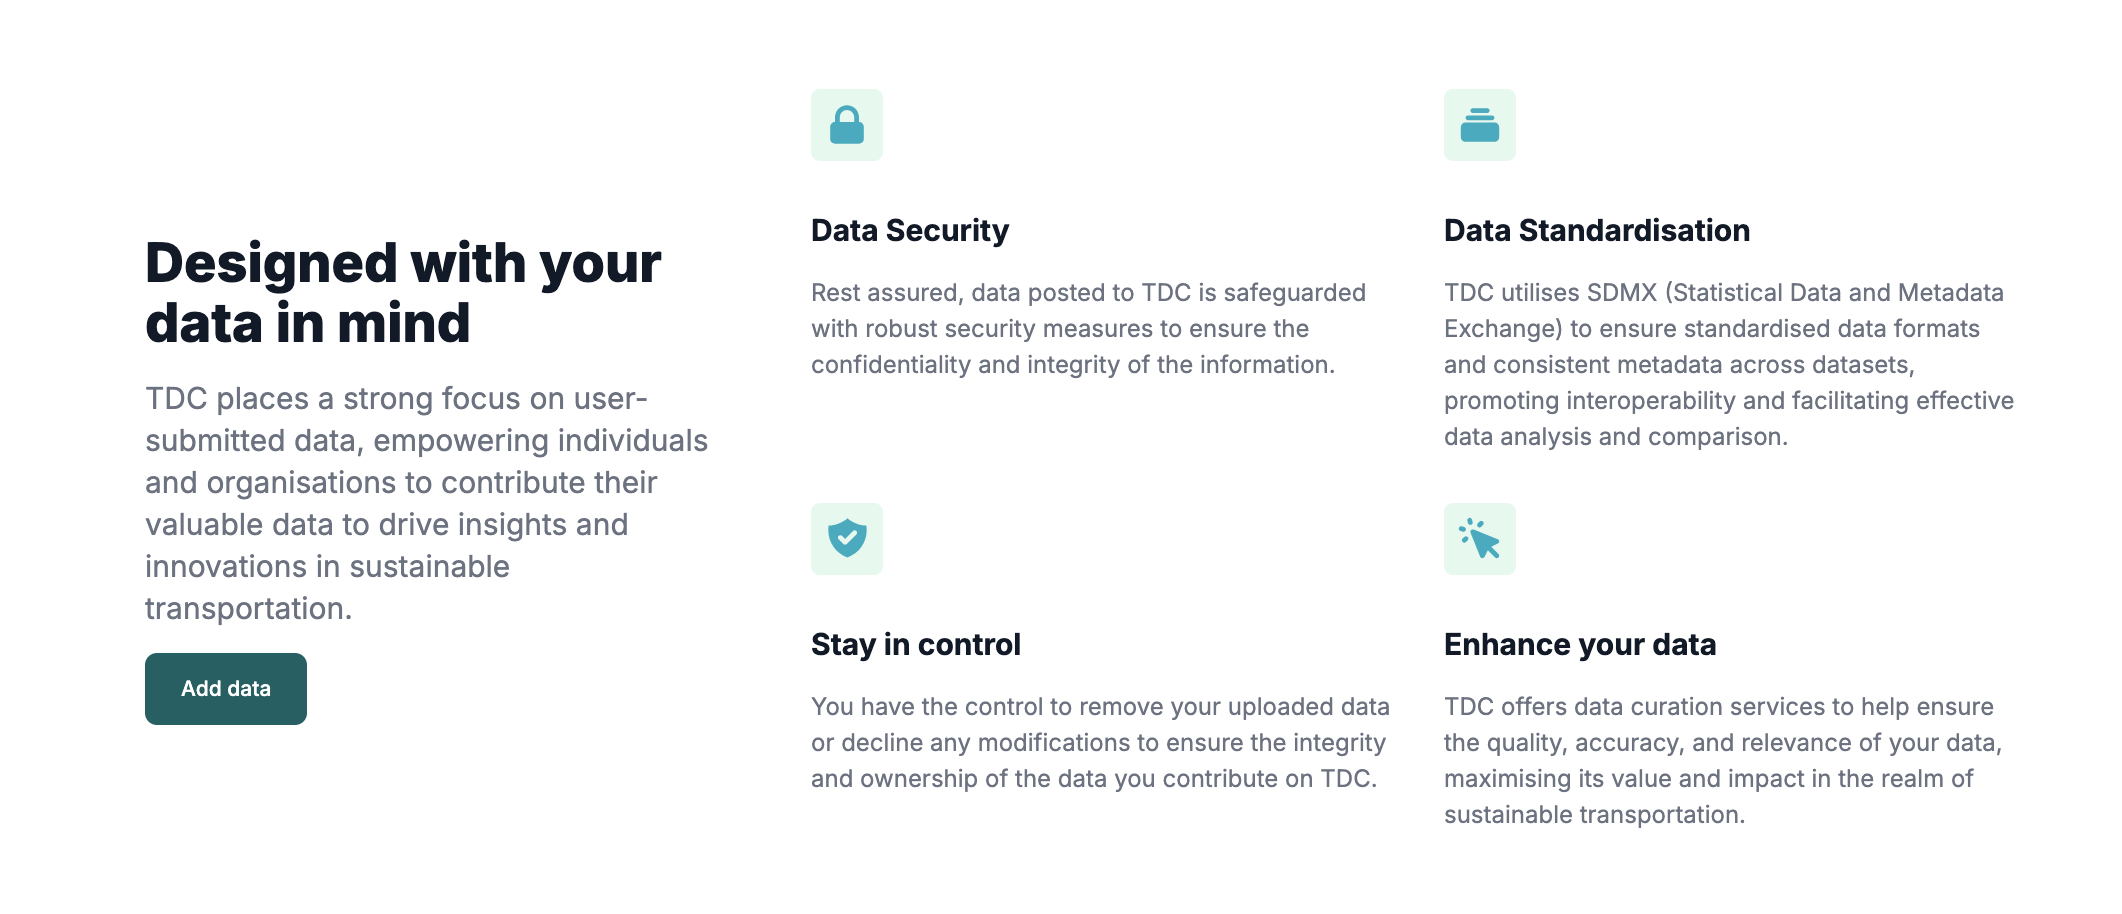 Designed with your
data in mind
TDC places a strong focus on user-
submitted data, empowering individuals
and organisations to contribute their
valuable data to drive insights and
innovations in sustainable
transportation.
Add data
Data Security
Rest assured, data posted to TDC is safeguarded
with robust security measures to ensure the
confidentiality and integrity of the information.
Data Standardisation
TDC utilises SDMX (Statistical Data and Metadata
Exchange) to ensure standardised data formats
and consistent metadata across datasets,
promoting interoperability and facilitating effective
data analysis and comparison.
Stay in control
You have the control to remove your uploaded data
or decline any modifications to ensure the integrity
and ownership of the data you contribute on TDC.
Enhance your data
TDC offers data curation services to help ensure
the quality, accuracy, and relevance of your data,
maximising its value and impact in the realm of
sustainable transportation.